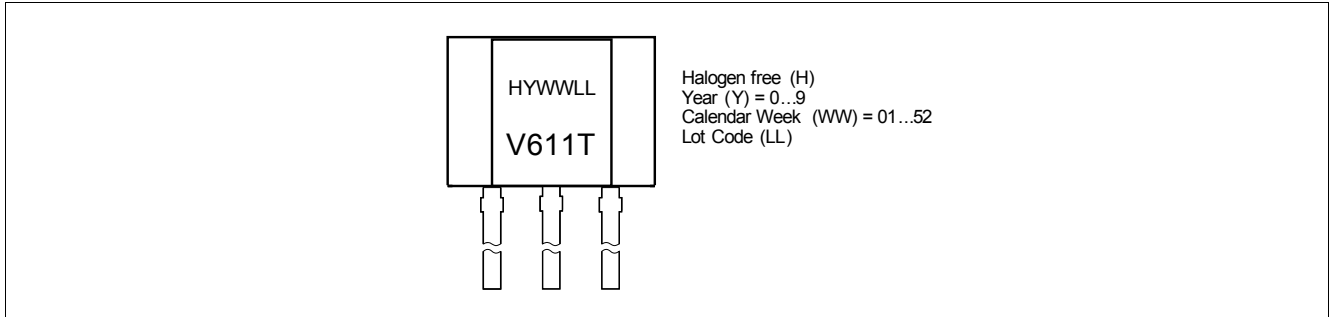 HYWWLL
V611T
Halogen free (H)
Year (Y) = 0...9
Calendar Week (WW) = 01...52
Lot Code (LL)